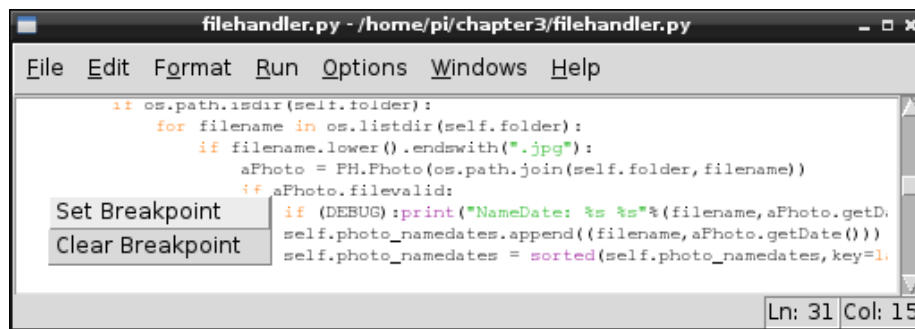 filehandler.py - /home/pi/chapter3/filehandler.py
File Edit Format Run Options Windows Help
if os.path.isdir(self.folder):
for filename in os.listdir(self.folder):
if filename.lower().endswith(".jpg"):
aPhoto = PH.Photo(os.path.join(self.folder,filename))
if aPhoto.filevalid:
Set Breakpoint
if (DEBUG):print("NameDate: %s %s"%(filename,aPhoto.getD
self.photo_namedates.append((filename,aPhoto.getDate()))
Clear Breakpoint
self.photo_namedates = sorted(self.photo_namedates,key=l
Ln: 31 Col: 15